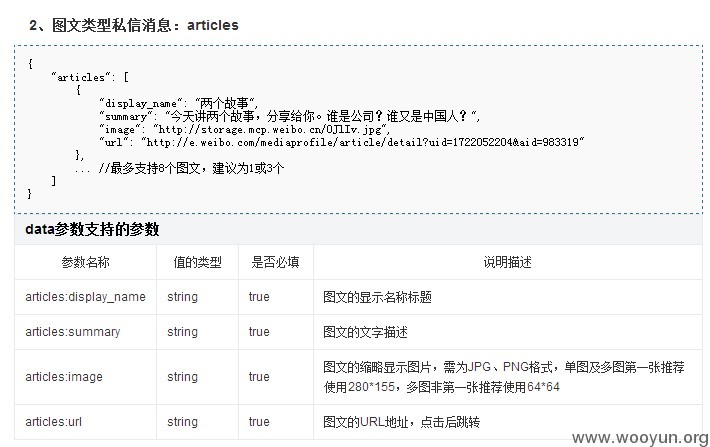 2、图文类型私信消息：articles
{
"articles": [
{
"display_name": "两个故事",
"summary": "今天讲两个故事，分享给你。谁是公司？谁又是中国人？",
"image": "http://storage.mcp.weibo.cn/0JlIv.jpg",
"url": "http://e.weibo.com/mediaprofile/article/detail?uid=1722052204&aid=983319"
},
... //最多支持8个图文，建议为1或3个
]
}
data参数支持的参数
参数名称 值的类型 是否必填 说明描述
articles:display_name string true 图文的显示名称标题
articles:summary string true 图文的文字描述
articles:image string true 图文的缩略显示图片，需为JPG、PNG格式，单图及多图第一张推荐
使用280*155，多图非第一张推荐使用64*64
articles:url string true 图文的URL地址，点击后跳转
www.wooyun.org